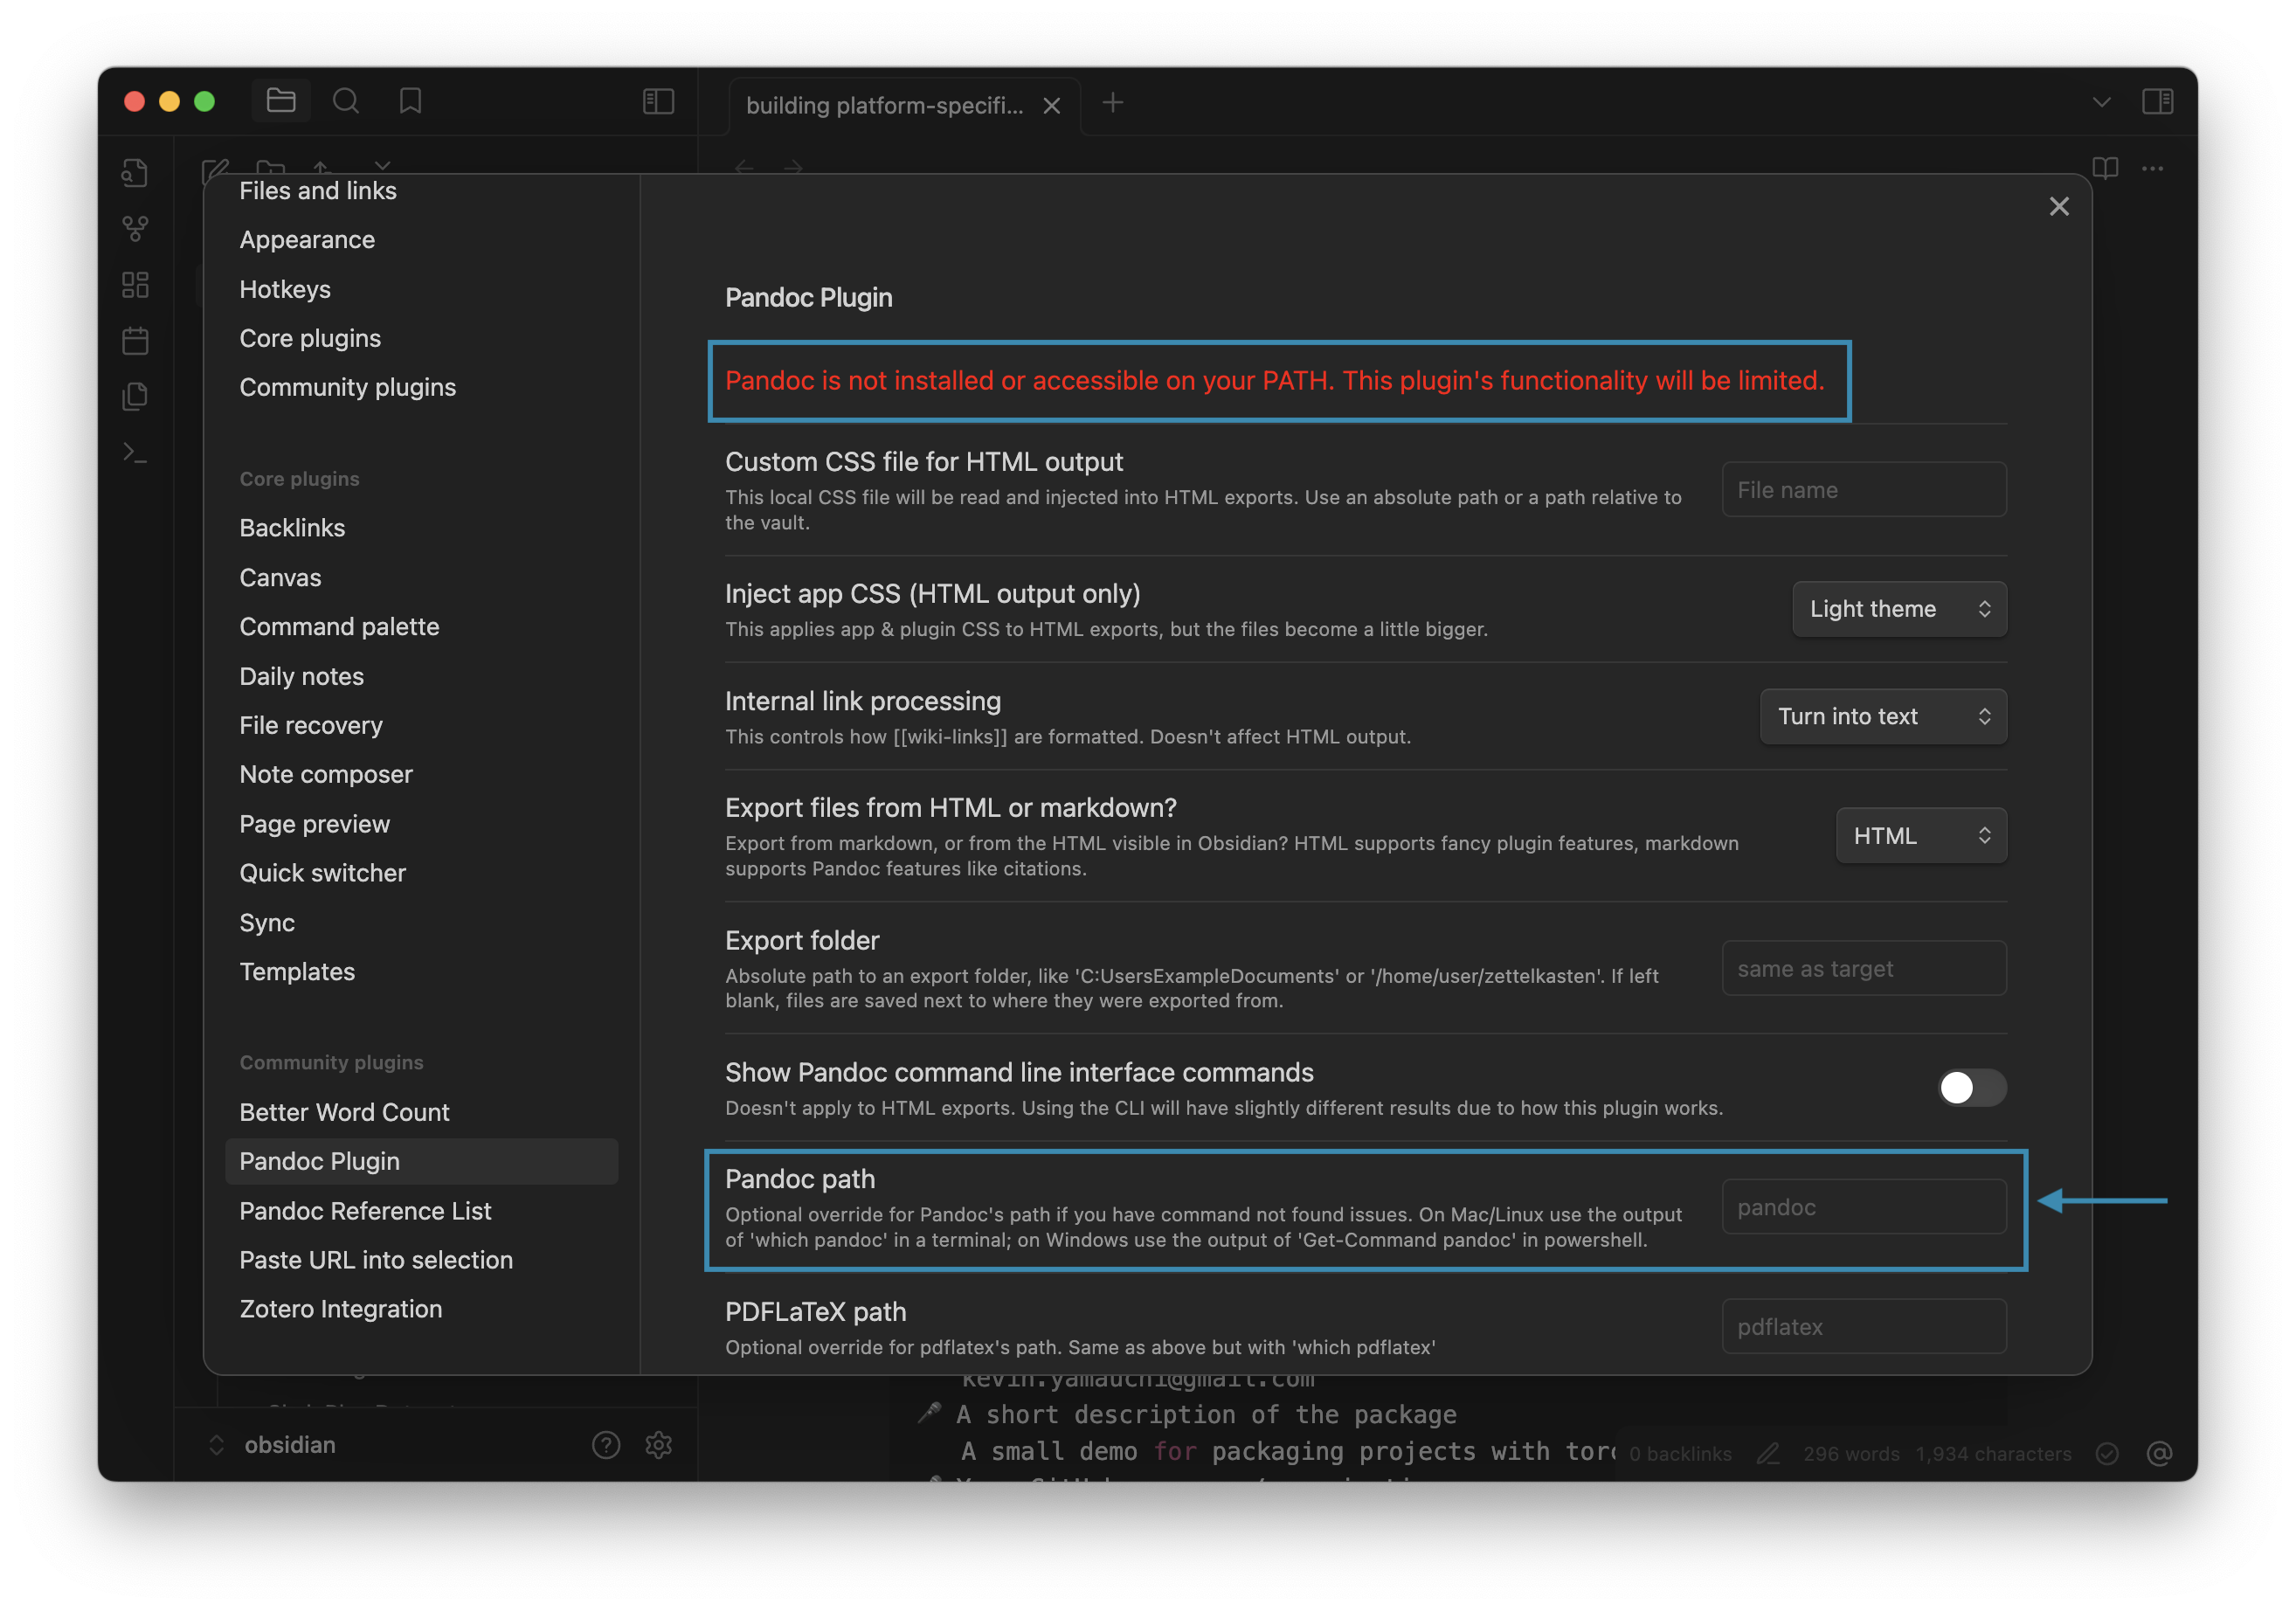 building platform-specifi...
Files and links
Appearance
Hotkeys
Core plugins
Community plugins
Core plugins
Backlinks
Canvas
Command palette
Daily notes
File recovery
Note composer
Page preview
Quick switcher
Sync
Templates
Community plugins
Better Word Count
Pandoc Plugin
Pandoc Reference List
Paste URL into selection
Zotero Integration
Pandoc Plugin
Pandoc is not installed or accessible on your PATH. This plugin's functionality will be limited.
Custom CSS file for HTML output
This local CSS file will be read and injected into HTML exports. Use an absolute path or a path relative to
the vault.
File name
Inject app CSS (HTML output only)
This applies app & plugin CSS to HTML exports, but the files become a little bigger.
Light theme
Internal link processing
This controls how [[wiki-links]] are formatted. Doesn't affect HTML output.
Turn into text
Export files from HTML or markdown?
Export from markdown, or from the HTML visible in Obsidian? HTML supports fancy plugin features, markdown
supports Pandoc features like citations.
HTML
Export folder
Absolute path to an export folder, like 'C:UsersExampleDocuments' or '/home/user/zettelkasten'. If left
blank, files are saved next to where they were exported from.
same as target
Show Pandoc command line interface commands
Doesn't apply to HTML exports. Using the CLI will have slightly different results due to how this plugin works.
Pandoc path
Optional override for Pandoc's path if you have command not found issues. On Mac/Linux use the output
of 'which pandoc' in a terminal; on Windows use the output of 'Get-Command pandoc' in powershell.
pandoc
PDFLaTeX path
Optional override for pdflatex's path. Same as above but with 'which pdflatex'
pdflatex
kevin.yamauchi@gmail.com
A short description of the package
A small demo for packaging projects with
obsidian
0 backlinks
296 words
1,934 characters